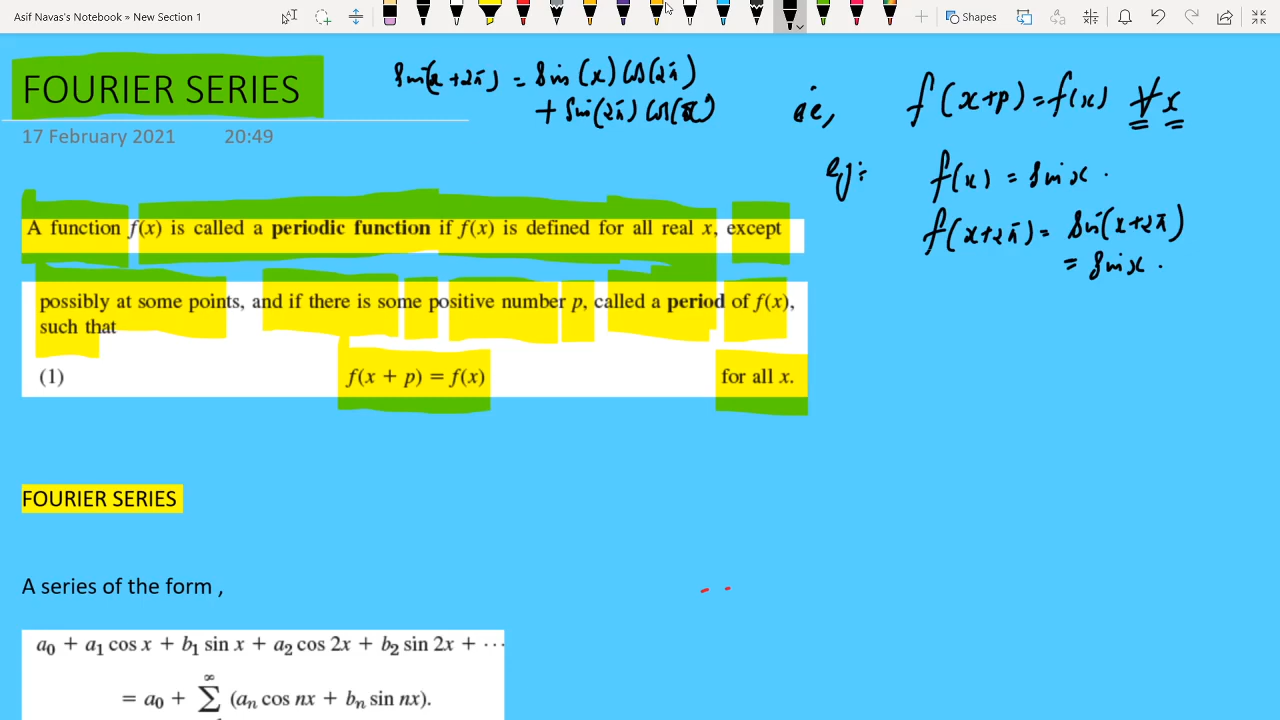 Asif Navas's Notebook » New Section 1
Shapes
FOURIER SERIES
17 February 2021 20:49
sin(x+2π) = sin(x) cos(2π)
+ sin(2π) cos(x)
ie, f(x+p) = f(x) ∀ x
eg: f(x) = sin x.
f(x+2π) = sin(x+2π)
= sin x.
A function f(x) is called a periodic function if f(x) is defined for all real x, except
possibly at some points, and if there is some positive number p, called a period of f(x),
such that
(1) f(x + p) = f(x) for all x.
FOURIER SERIES
A series of the form ,
a₀ + a₁ cos x + b₁ sin x + a₂ cos 2x + b₂ sin 2x + ⋯
= a₀ + ∑ ∞ (aₙ cos nx + bₙ sin nx).